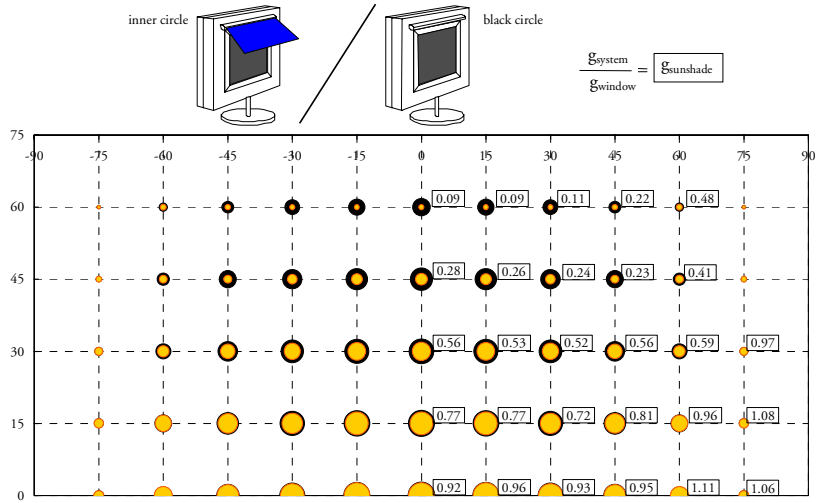 inner circle
black circle
g_system / g_window = g_sunshade
75
-90 -75 -60 -45 -30 -15 0 15 30 45 60 75 90
60 0.09 0.09 0.11 0.22 0.48
45 0.28 0.26 0.24 0.23 0.41
30 0.56 0.53 0.52 0.56 0.59 0.97
15 0.77 0.77 0.72 0.81 0.96 1.08
0 0.92 0.96 0.93 0.95 1.11 1.06